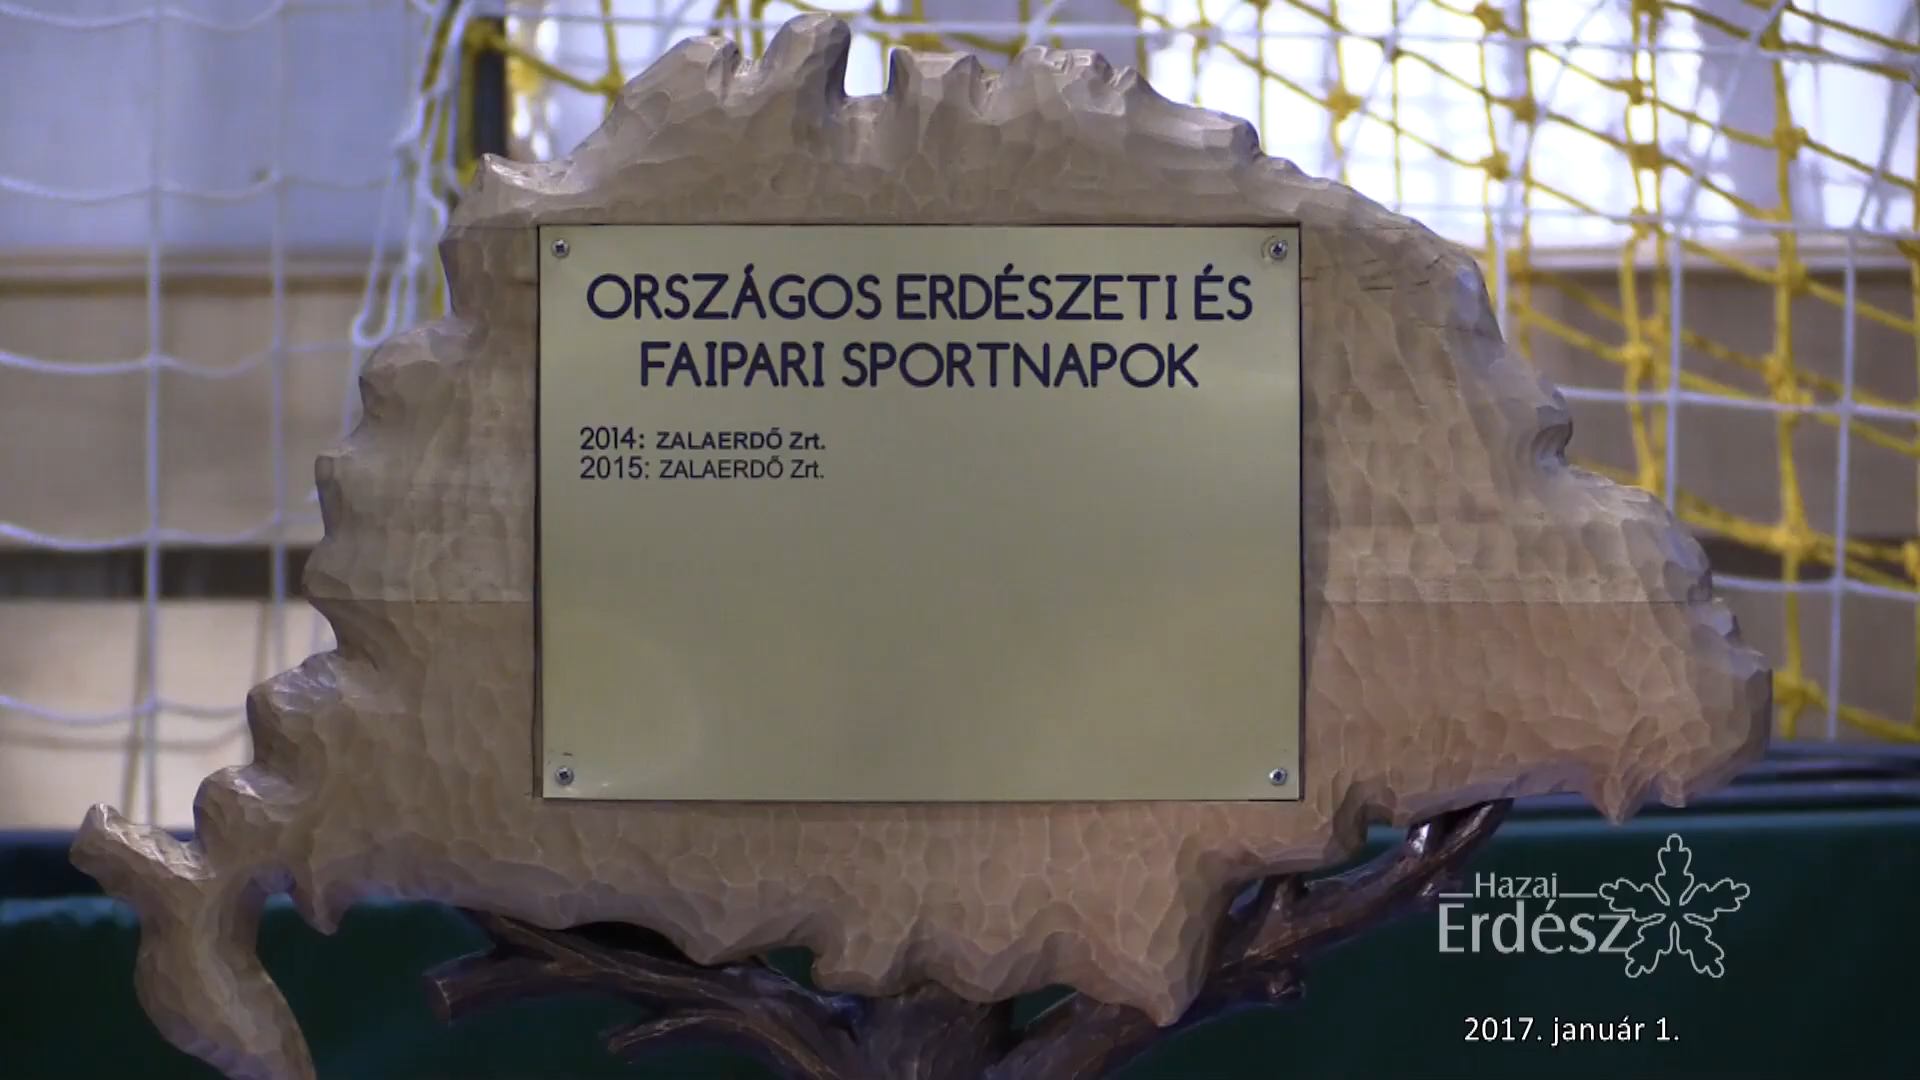 ORSZÁGOS ERDÉSZETI ÉS
FAIPARI SPORTNAPOK
2014: ZALAERDŐ Zrt.
2015: ZALAERDŐ Zrt.
Hazai
Erdész
2017. január 1.